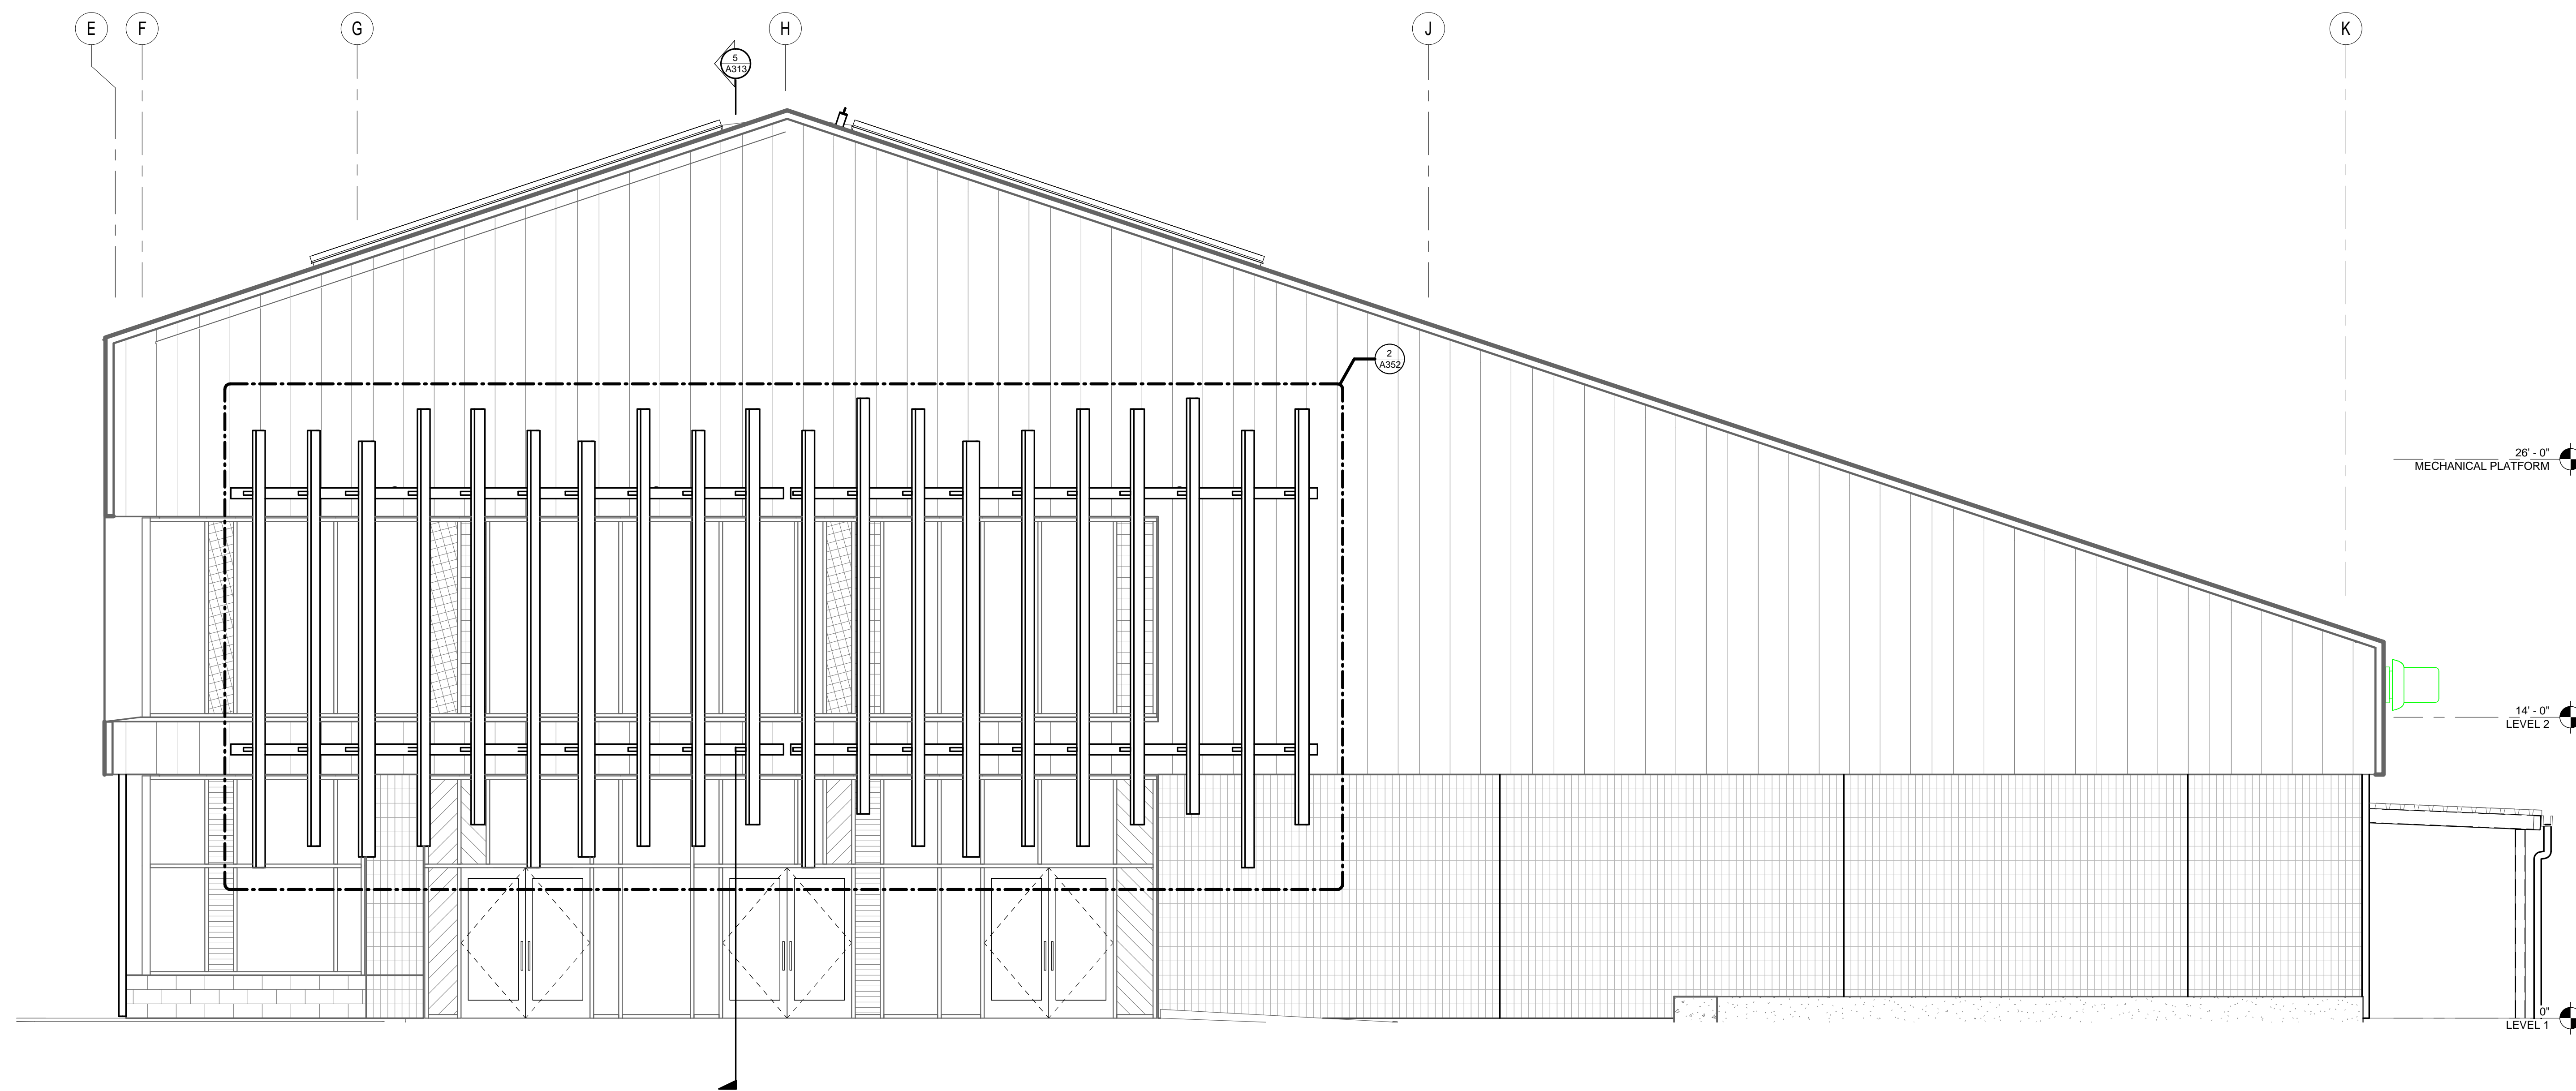 E
F
G
H
J
K
5
A313
2
A352
26' - 0"
MECHANICAL PLATFORM
14' - 0"
LEVEL 2
0"
LEVEL 1